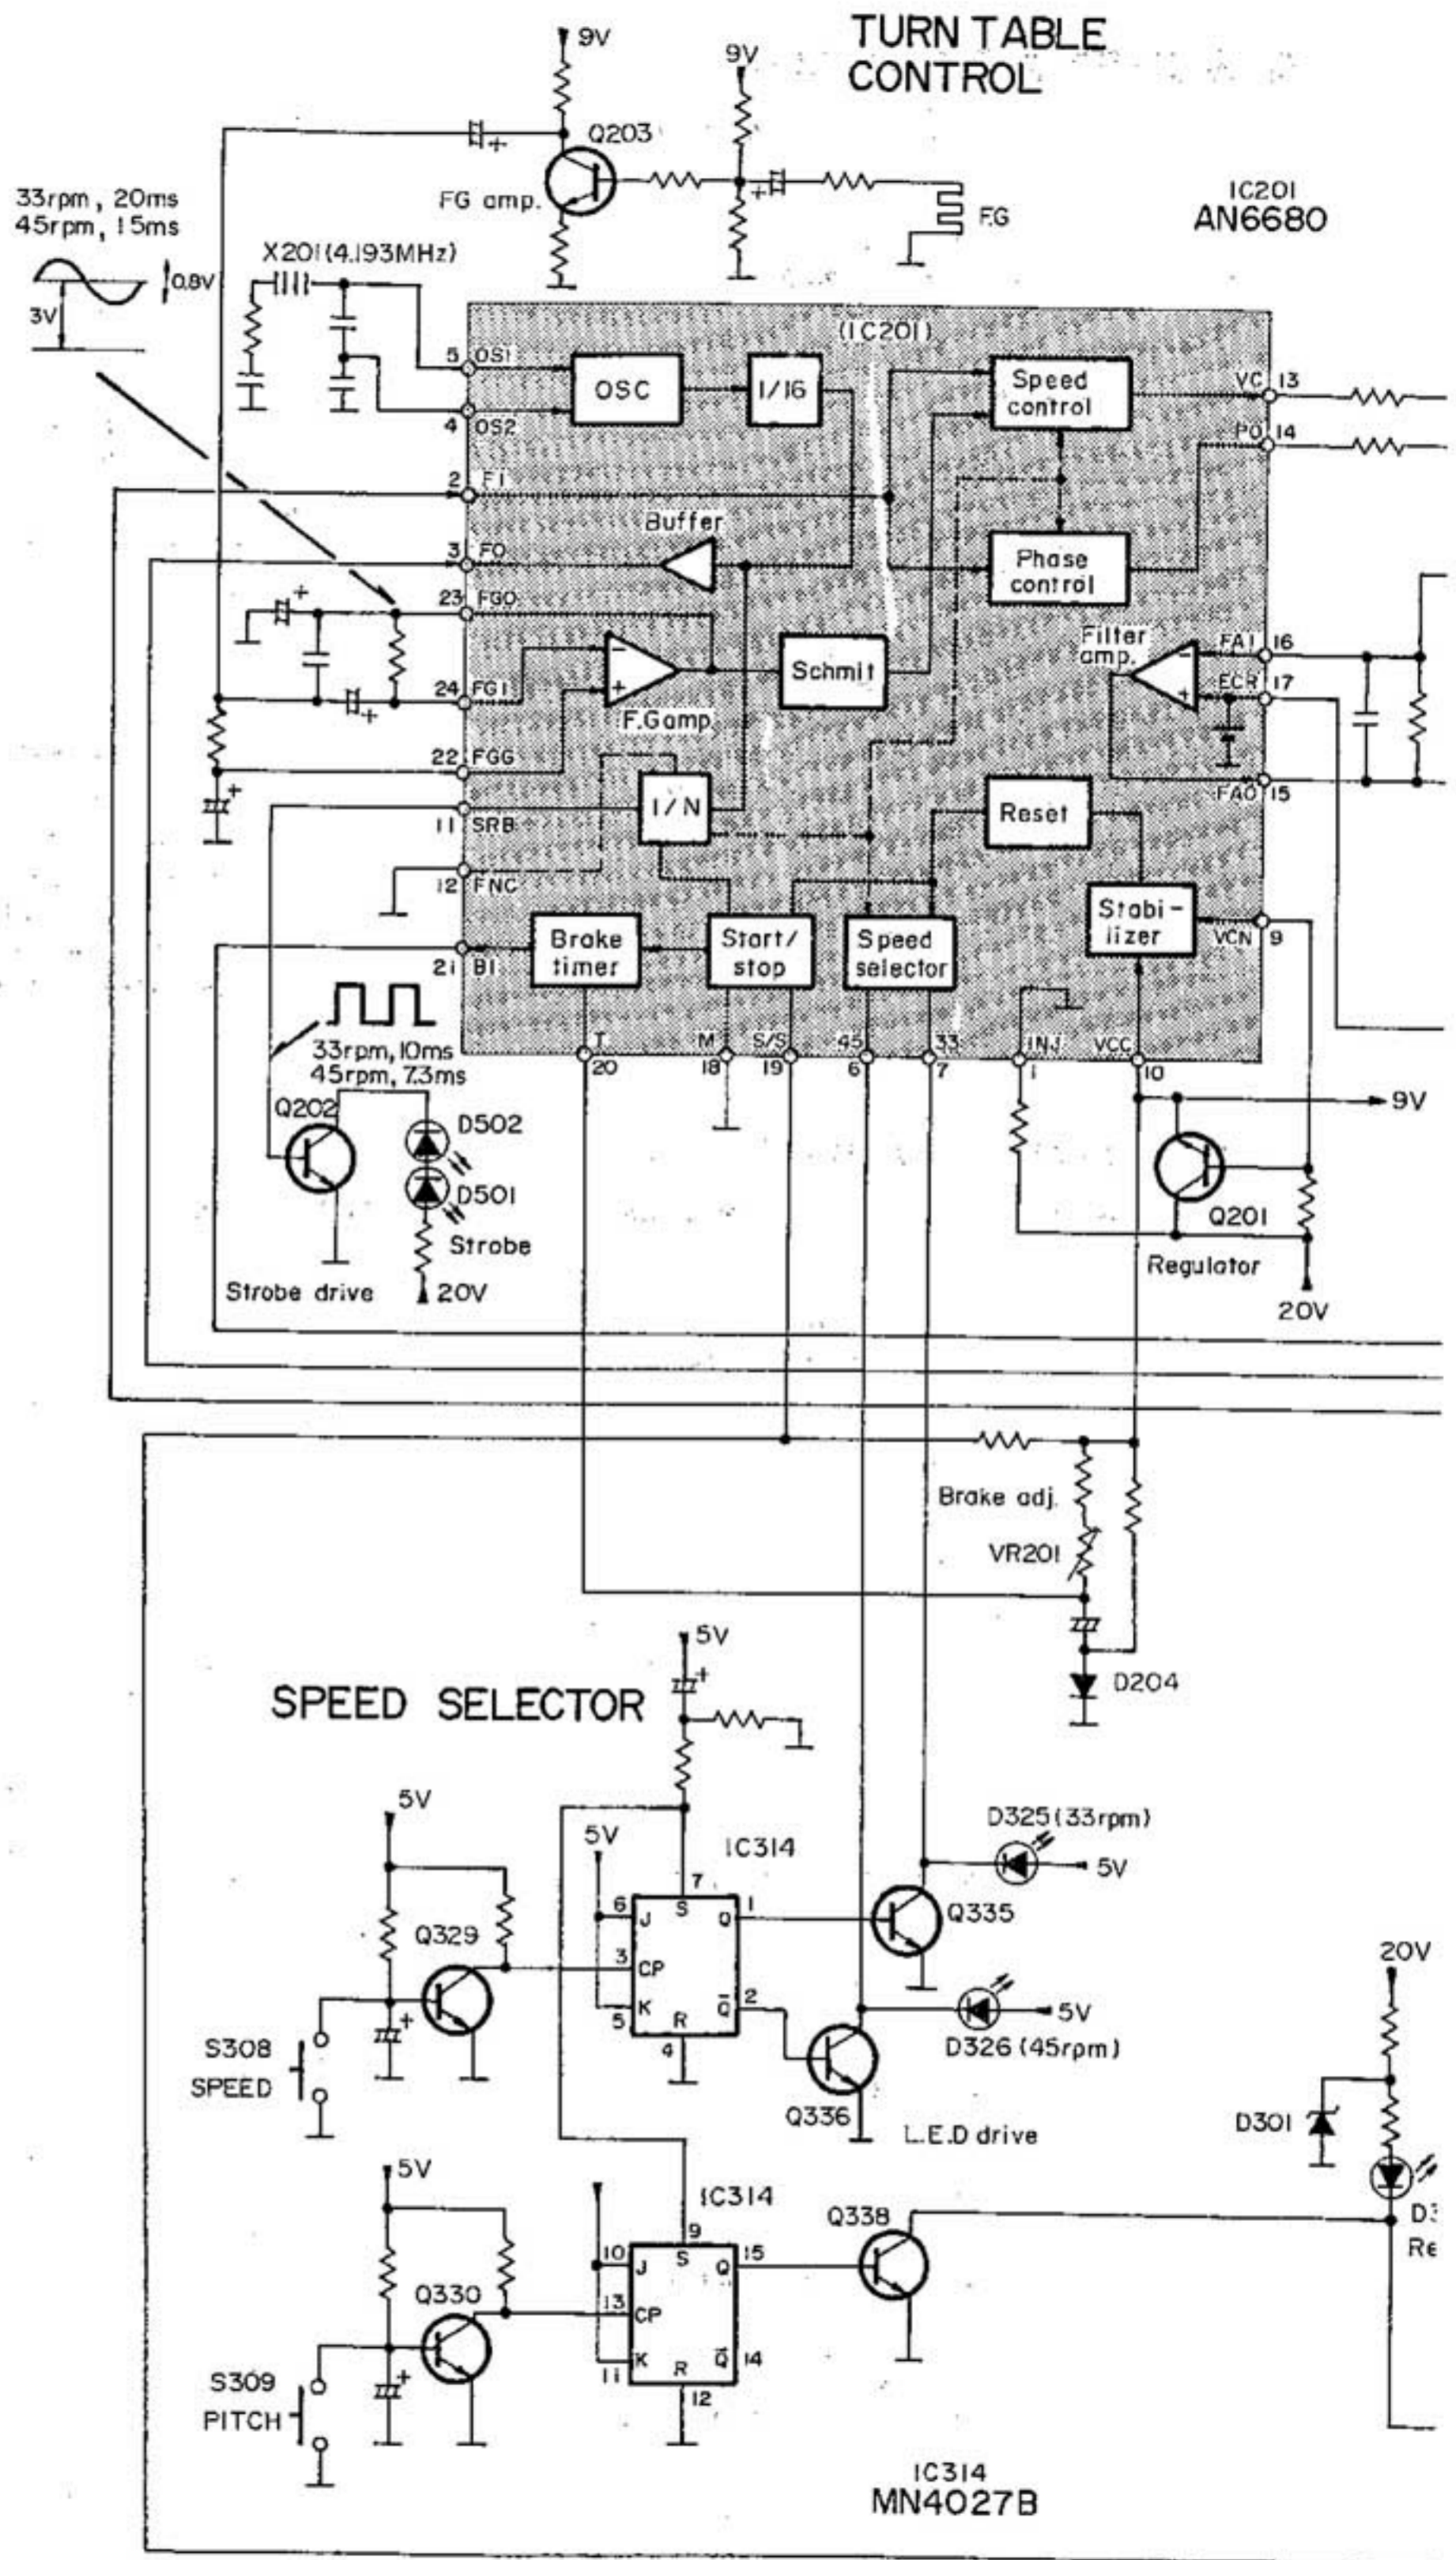 TURN TABLE
CONTROL
9V
9V
Q203
FG amp.
F.G
IC201
AN6680
33rpm, 20ms
45rpm, 15ms
0.8V
3V
X201(4.193MHz)
(IC201)
5 OS1
OSC
1/16
Speed
control
VC 13
4 OS2
PO 14
2 FI
Buffer
3 FO
Phase
control
23 FGO
Filter
amp.
FAI 16
Schmit
24 FGI
ECR 17
F.G amp.
22 FGG
1/N
Reset
FAO 15
11 SRB
12 FNC
Stabi-
lizer
VCN 9
Brake
timer
Start/
stop
Speed
selector
21 BI
T
M
S/S
45
33
INJ
VCC
20
18
19
6
7
1
10
33rpm,10ms
45rpm, 7.3ms
9V
Q202
D502
D501
Q201
Strobe
Regulator
Strobe drive
20V
20V
Brake adj.
VR201
5V
D204
SPEED SELECTOR
5V
5V
IC314
D325(33rpm)
5V
7
6 J
S
Q 1
Q335
Q329
3 CP
20V
5 K
R
Q̅ 2
5V
4
D326(45rpm)
S308
SPEED
Q336
L.E.D drive
D301
5V
IC314
Q338
9
10 J
S
Q 15
D3
Re
Q330
13 CP
11 K
R
Q̅ 14
S309
PITCH
12
IC314
MN4027B